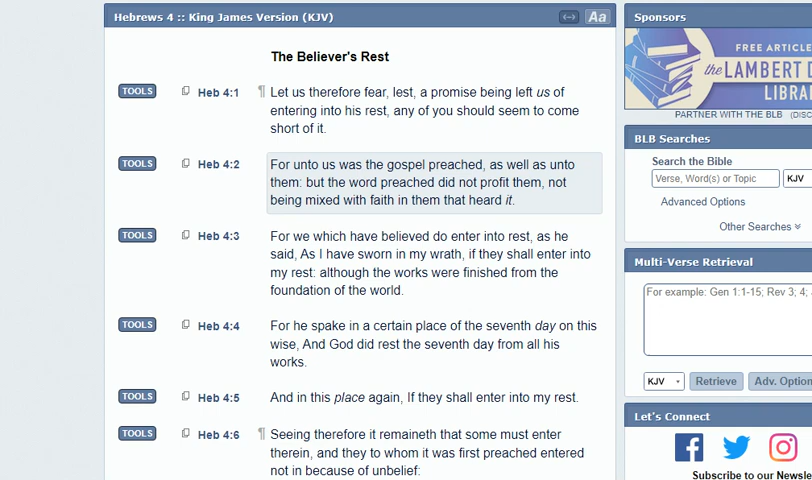 Hebrews 4 :: King James Version (KJV)
Aa
The Believer's Rest
TOOLS
Heb 4:1
¶ Let us therefore fear, lest, a promise being left us of
entering into his rest, any of you should seem to come
short of it.
TOOLS
Heb 4:2
For unto us was the gospel preached, as well as unto
them: but the word preached did not profit them, not
being mixed with faith in them that heard it.
TOOLS
Heb 4:3
For we which have believed do enter into rest, as he
said, As I have sworn in my wrath, if they shall enter into
my rest: although the works were finished from the
foundation of the world.
TOOLS
Heb 4:4
For he spake in a certain place of the seventh day on this
wise, And God did rest the seventh day from all his
works.
TOOLS
Heb 4:5
And in this place again, If they shall enter into my rest.
TOOLS
Heb 4:6
¶ Seeing therefore it remaineth that some must enter
therein, and they to whom it was first preached entered
not in because of unbelief:
Sponsors
FREE ARTICLE
the LAMBERT D
LIBRA
PARTNER WITH THE BLB (DISC
BLB Searches
Search the Bible
Verse, Word(s) or Topic
KJV
Advanced Options
Other Searches
Multi-Verse Retrieval
For example: Gen 1:1-15; Rev 3; 4;
KJV
Retrieve
Adv. Option
Let's Connect
Subscribe to our Newsle